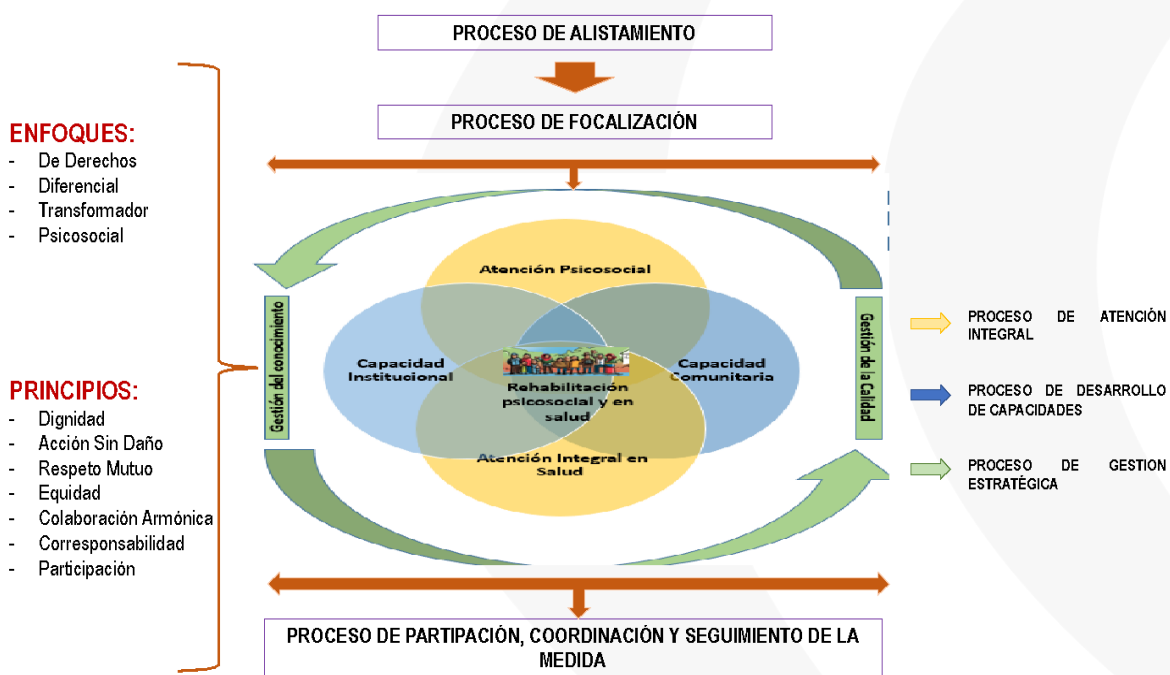 PROCESO DE ALISTAMIENTO
PROCESO DE FOCALIZACIÓN
ENFOQUES:
- De Derechos
- Diferencial
- Transformador
- Psicosocial
PRINCIPIOS:
- Dignidad
- Acción Sin Daño
- Respeto Mutuo
- Equidad
- Colaboración Armónica
- Corresponsabilidad
- Participación
Gestión del conocimiento
Atención Psicosocial
Capacidad
Institucional
Capacidad
Comunitaria
Rehabilitación
psicosocial y en
salud
Atención Integral en
Salud
Gestión de la Calidad
PROCESO DE ATENCIÓN
INTEGRAL
PROCESO DE DESARROLLO
DE CAPACIDADES
PROCESO DE GESTION
ESTRATÉGICA
PROCESO DE PARTIPACIÓN, COORDINACIÓN Y SEGUIMIENTO DE LA
MEDIDA